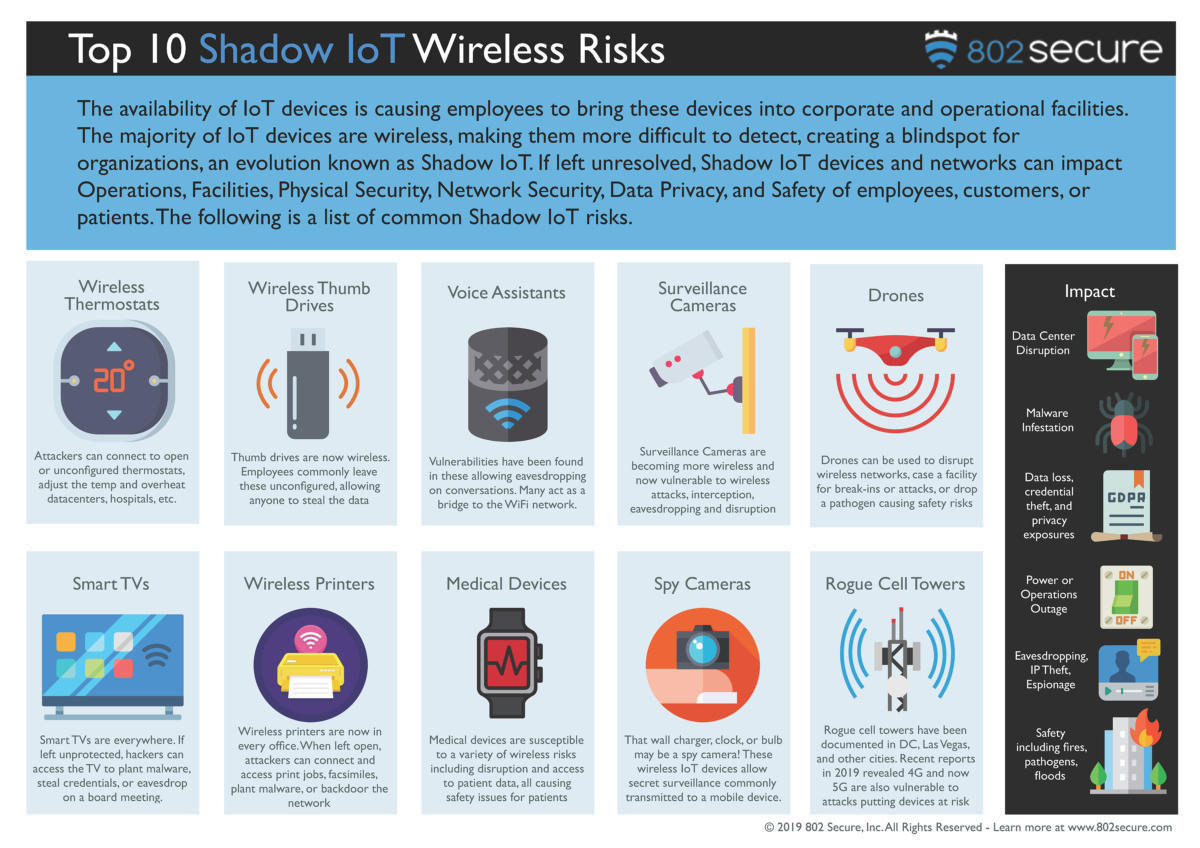 Top 10 Shadow IoT Wireless Risks
802 secure
The availability of IoT devices is causing employees to bring these devices into corporate and operational facilities.
The majority of IoT devices are wireless, making them more difficult to detect, creating a blindspot for
organizations, an evolution known as Shadow IoT. If left unresolved, Shadow IoT devices and networks can impact
Operations, Facilities, Physical Security, Network Security, Data Privacy, and Safety of employees, customers, or
patients. The following is a list of common Shadow IoT risks.
Wireless
Thermostats
20°
Attackers can connect to open
or unconfigured thermostats,
adjust the temp and overheat
datacenters, hospitals, etc.
Wireless Thumb
Drives
Thumb drives are now wireless.
Employees commonly leave
these unconfigured, allowing
anyone to steal the data
Voice Assistants
Vulnerabilities have been found
in these allowing eavesdropping
on conversations. Many act as a
bridge to the WiFi network.
Surveillance
Cameras
Surveillance Cameras are
becoming more wireless and
now vulnerable to wireless
attacks, interception,
eavesdropping and disruption
Drones
Drones can be used to disrupt
wireless networks, case a facility
for break-ins or attacks, or drop
a pathogen causing safety risks
Smart TVs
Smart TVs are everywhere. If
left unprotected, hackers can
access the TV to plant malware,
steal credentials, or eavesdrop
on a board meeting.
Wireless Printers
Wireless printers are now in
every office. When left open,
attackers can connect and
access print jobs, facsimiles,
plant malware, or backdoor the
network
Medical Devices
Medical devices are susceptible
to a variety of wireless risks
including disruption and access
to patient data, all causing
safety issues for patients
Spy Cameras
That wall charger, clock, or bulb
may be a spy camera! These
wireless IoT devices allow
secret surveillance commonly
transmitted to a mobile device.
Rogue Cell Towers
Rogue cell towers have been
documented in DC, Las Vegas,
and other cities. Recent reports
in 2019 revealed 4G and now
5G are also vulnerable to
attacks putting devices at risk
Impact
Data Center
Disruption
Malware
Infestation
Data loss,
credential
theft, and
privacy
exposures
GDPR
Power or
Operations
Outage
ON
OFF
Eavesdropping,
IP Theft,
Espionage
Safety
including fires,
pathogens,
floods
© 2019 802 Secure, Inc. All Rights Reserved - Learn more at www.802secure.com